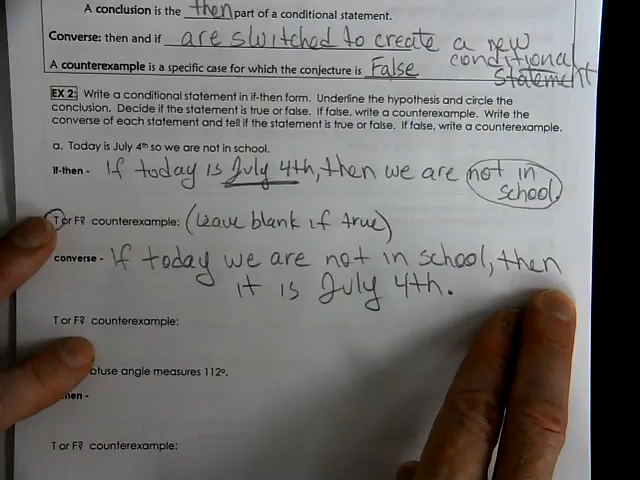 A conclusion is the then part of a conditional statement.
Converse: then and if are switched to create a new
conditional
statement
A counterexample is a specific case for which the conjecture is False
EX 2: Write a conditional statement in if-then form. Underline the hypothesis and circle the
conclusion. Decide if the statement is true or false. If false, write a counterexample. Write the
converse of each statement and tell if the statement is true or false. If false, write a counterexample.
a. Today is July 4th so we are not in school.
If-then - If today is July 4th, then we are not in
school.
T or F? counterexample: (Leave blank if true)
converse - If today we are not in school, then
it is July 4th.
T or F? counterexample:
angle measures 112°.
T or F? counterexample: